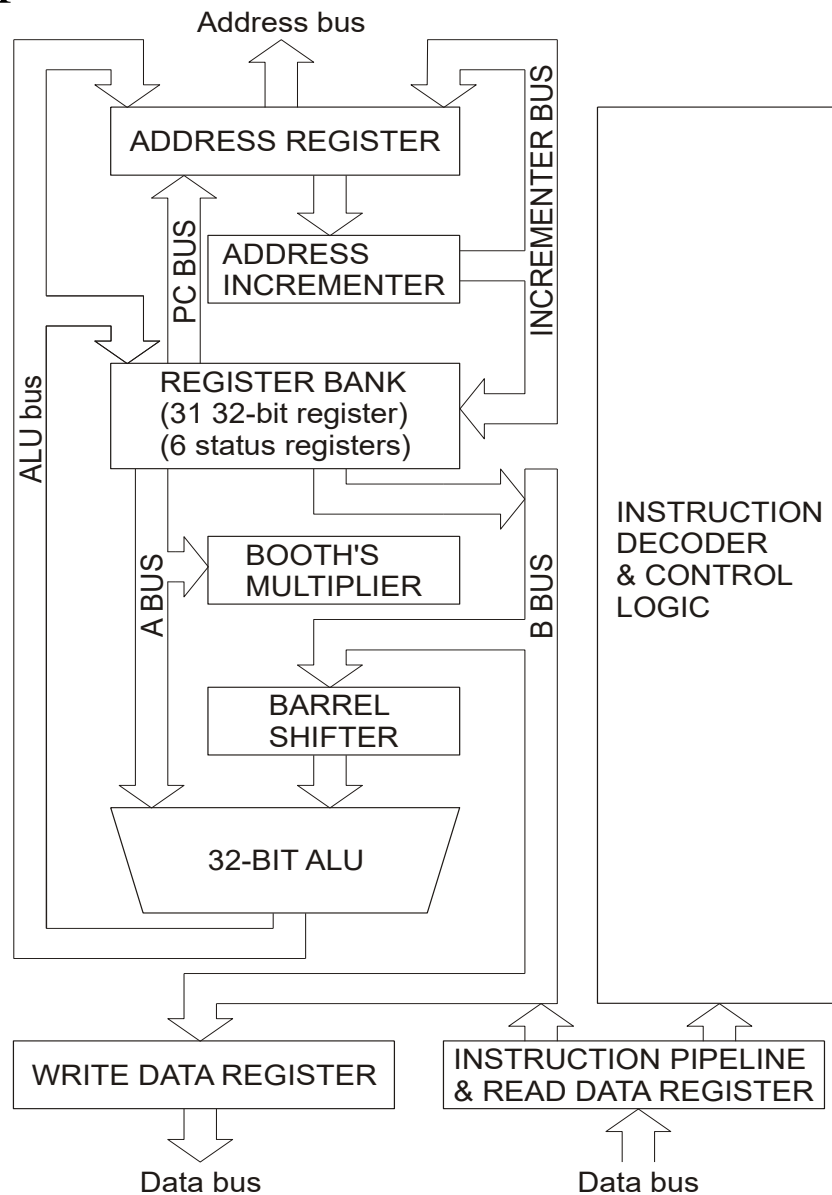 Address bus
ADDRESS REGISTER
INCREMENTER BUS
PC BUS
ADDRESS
INCREMENTER
ALU bus
REGISTER BANK
(31 32-bit register)
(6 status registers)
INSTRUCTION
DECODER
& CONTROL
LOGIC
A BUS
BOOTH'S
MULTIPLIER
B BUS
BARREL
SHIFTER
32-BIT ALU
WRITE DATA REGISTER
INSTRUCTION PIPELINE
& READ DATA REGISTER
Data bus
Data bus